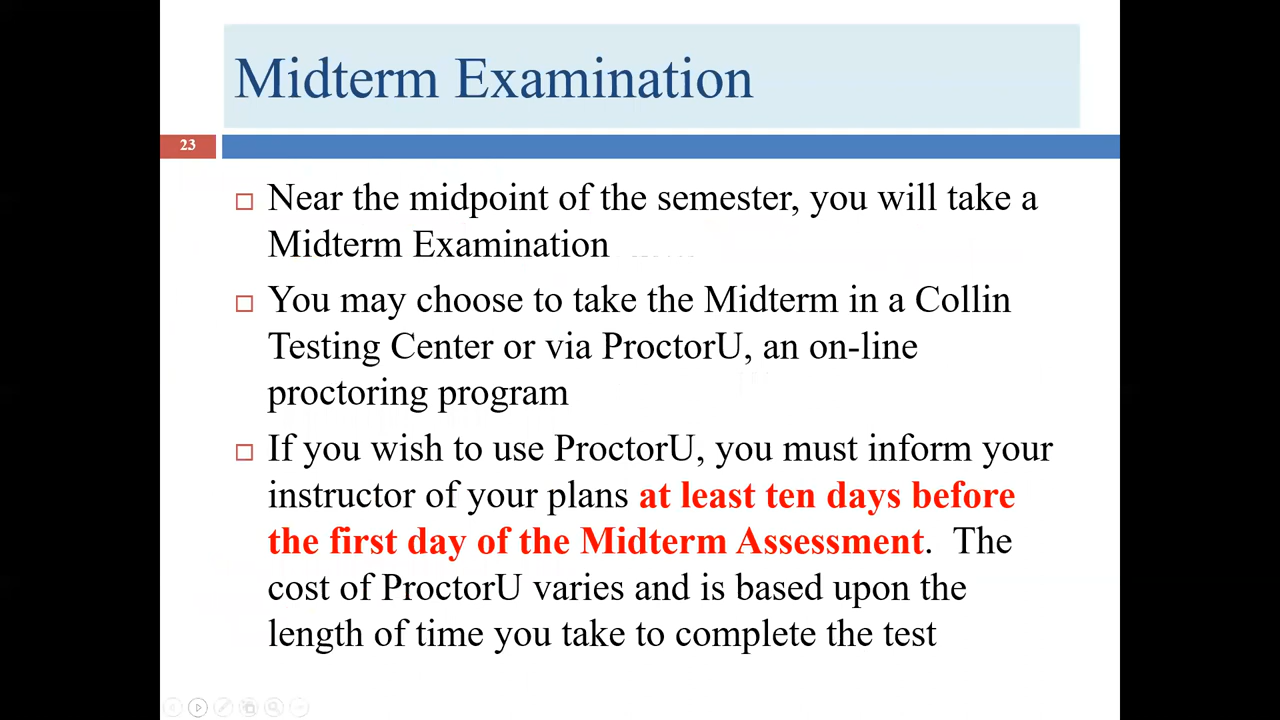 Midterm Examination
23
Near the midpoint of the semester, you will take a
Midterm Examination
You may choose to take the Midterm in a Collin
Testing Center or via ProctorU, an on-line
proctoring program
If you wish to use ProctorU, you must inform your
instructor of your plans at least ten days before
the first day of the Midterm Assessment.  The
cost of ProctorU varies and is based upon the
length of time you take to complete the test